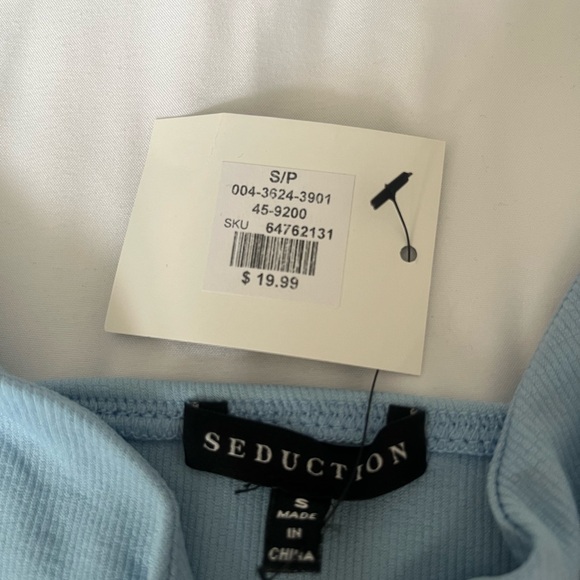 S/P
004-3624-3901
45-9200
SKU 64762131
$ 19.99
SEDUCTION
S
MADE
IN
CHINA